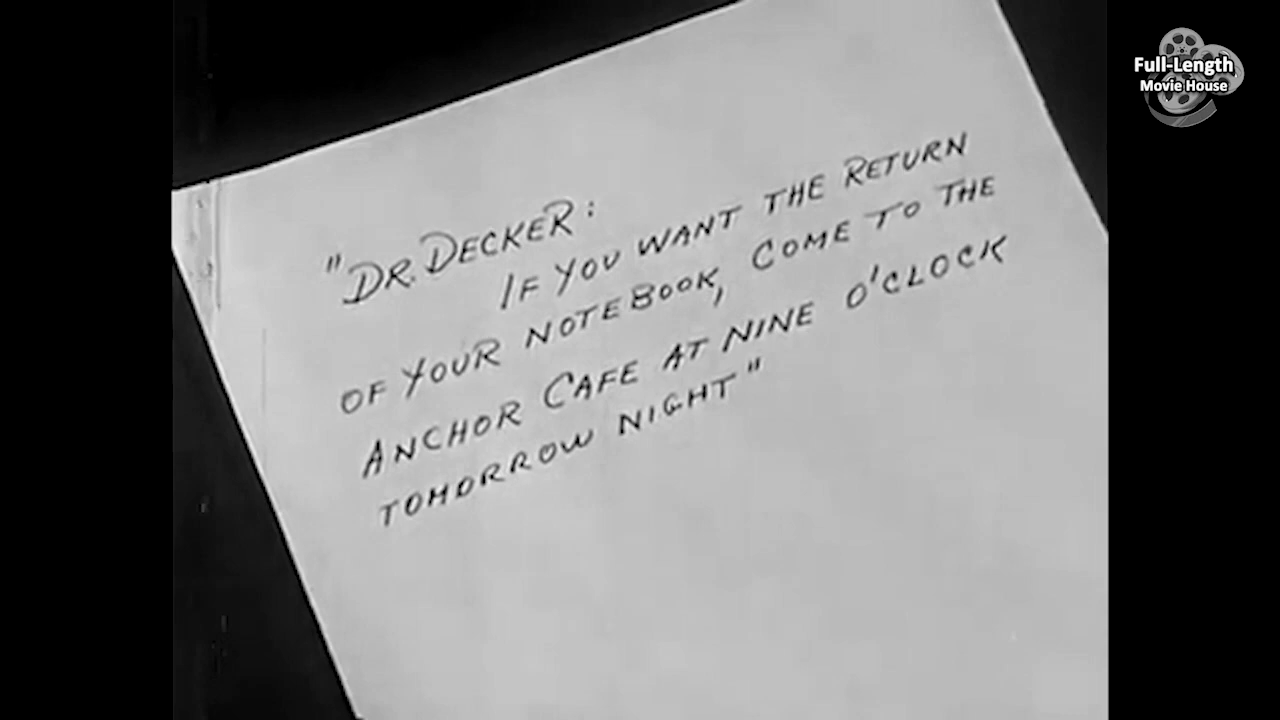 "DR. DECKER:
IF YOU WANT THE RETURN
OF YOUR NOTEBOOK, COME TO THE
ANCHOR CAFE AT NINE O'CLOCK
TOMORROW NIGHT"
Full-Length
Movie House